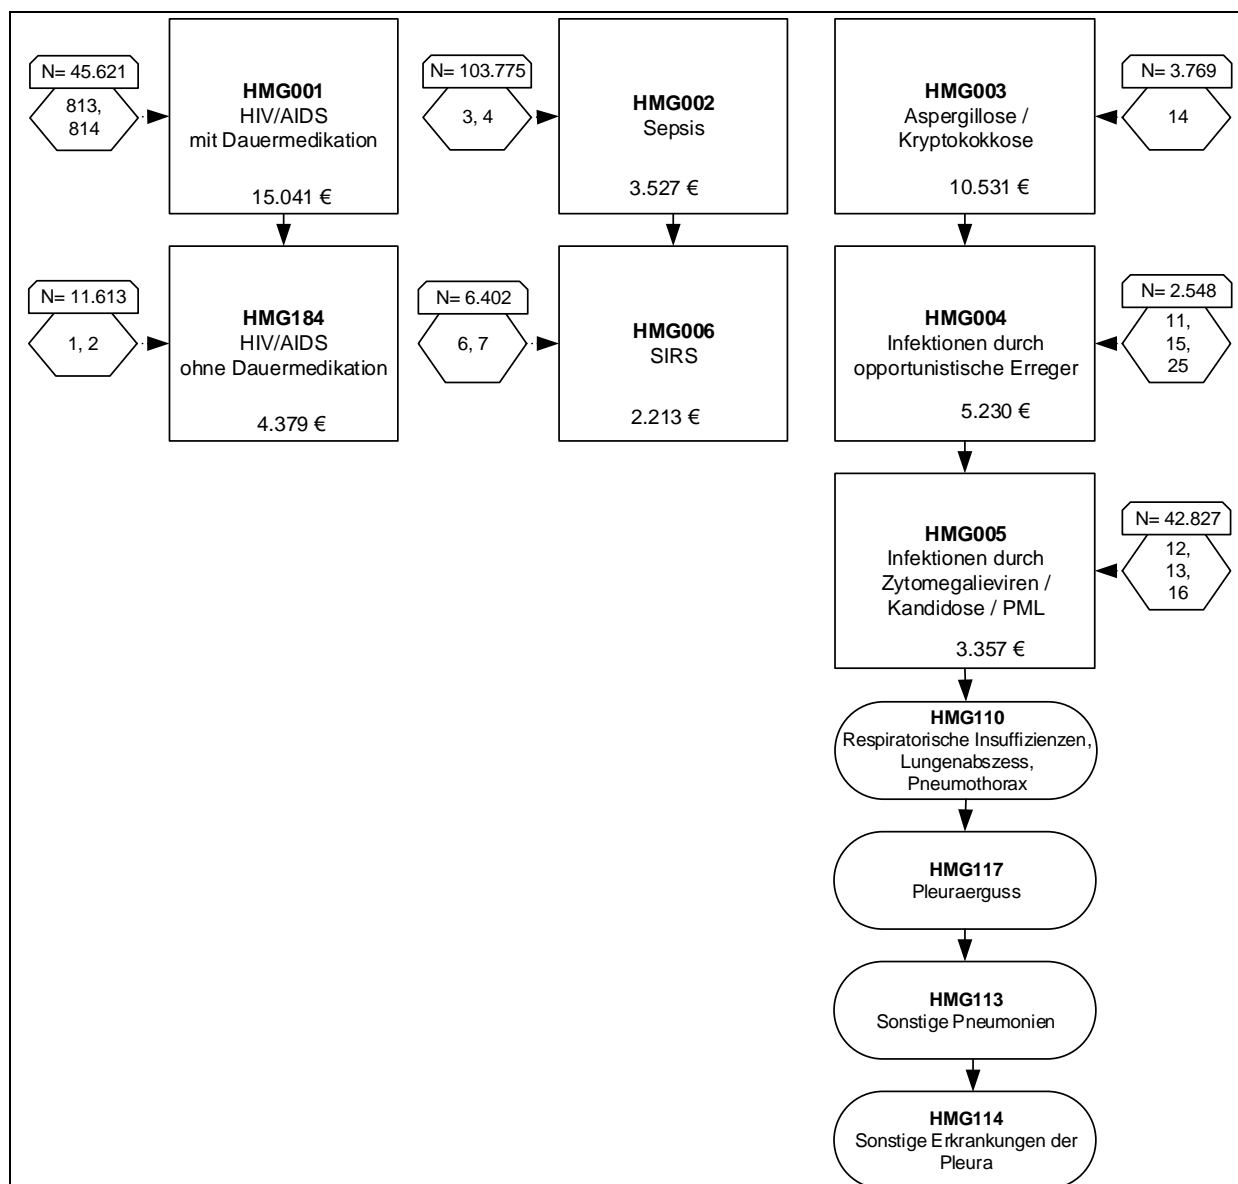 N= 45.621
813,
814
HMG001
HIV/AIDS
mit Dauermedikation
15.041 €
N= 103.775
3, 4
HMG002
Sepsis
3.527 €
HMG003
Aspergillose /
Kryptokokkose
10.531 €
N= 3.769
14
N= 11.613
1, 2
HMG184
HIV/AIDS
ohne Dauermedikation
4.379 €
N= 6.402
6, 7
HMG006
SIRS
2.213 €
HMG004
Infektionen durch
opportunistische Erreger
5.230 €
N= 2.548
11,
15,
25
HMG005
Infektionen durch
Zytomegalieviren /
Kandidose / PML
3.357 €
N= 42.827
12,
13,
16
HMG110
Respiratorische Insuffizienzen,
Lungenabszess,
Pneumothorax
HMG117
Pleuraerguss
HMG113
Sonstige Pneumonien
HMG114
Sonstige Erkrankungen der
Pleura